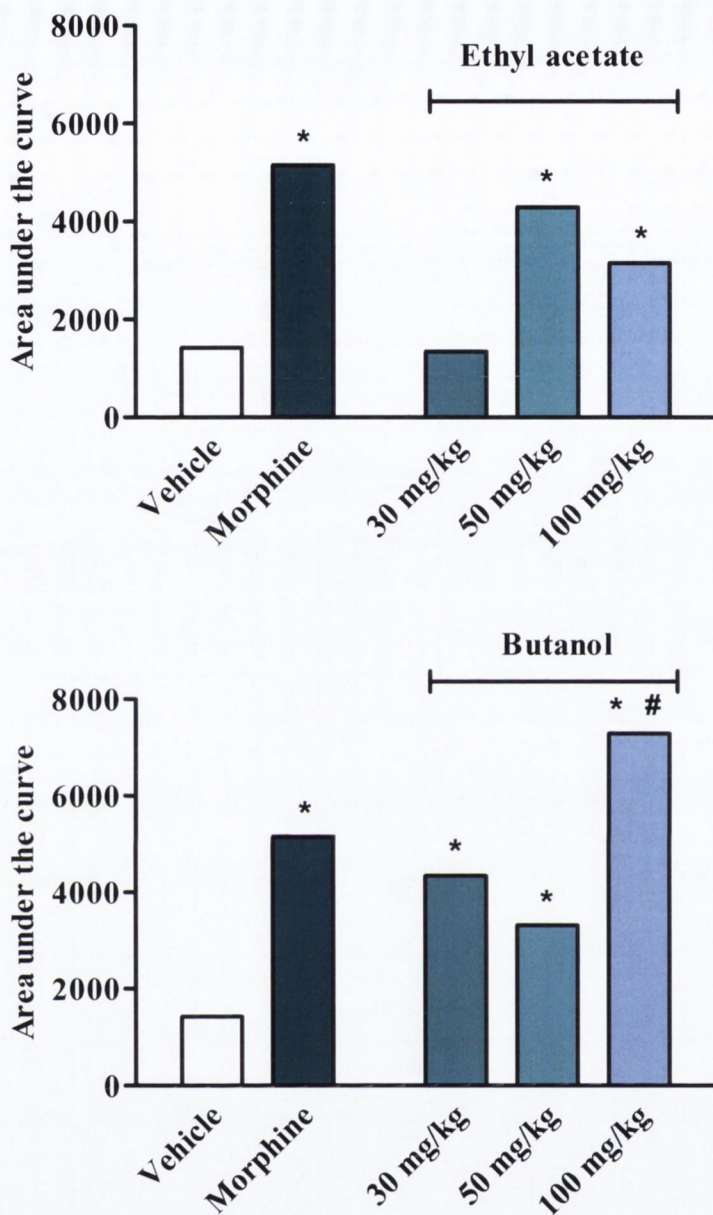 Ethyl acetate
Area under the curve
8000
6000
4000
2000
0
*
*
*
Vehicle
Morphine
30 mg/kg
50 mg/kg
100 mg/kg
Butanol
Area under the curve
8000
6000
4000
2000
0
*
*
*
* #
Vehicle
Morphine
30 mg/kg
50 mg/kg
100 mg/kg